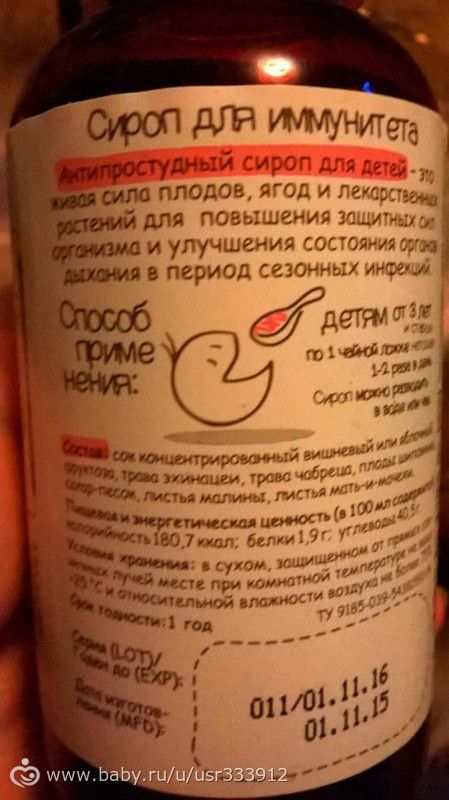 Сироп для иммунитета
Антипростудный сироп для детей - это
живая сила плодов, ягод и лекарственных
растений для повышения защитных сил
организма и улучшения состояния органов
дыхания в период сезонных инфекций.
Способ
приме
нения:
детям от 3 лет
и старше
по 1 чайной ложке
1-2 раза в день
Сироп можно разводить
в воде или чае
Состав: сок концентрированный вишневый или яблочный
фруктоза, трава эхинацеи, трава чабреца, плоды шиповника
сахар-песок, листья малины, листья мать-и-мачехи.
Пищевая и энергетическая ценность (в 100 мл
калорийность 180,7 ккал; белки 1,9 г; углеводы 40,5г
Условия хранения: в сухом, защищенном от прямых
нечных лучей месте при комнатной температуре не
+25 °С и относительной влажности воздуха не более
Срок годности: 1 год
ТУ 9185-039-
Серия (LOT)/
Годен до (EXP):
011/01.11.16
Дата изготов-
ления (MFD):
01.11.15
www.baby.ru/u/usr333912